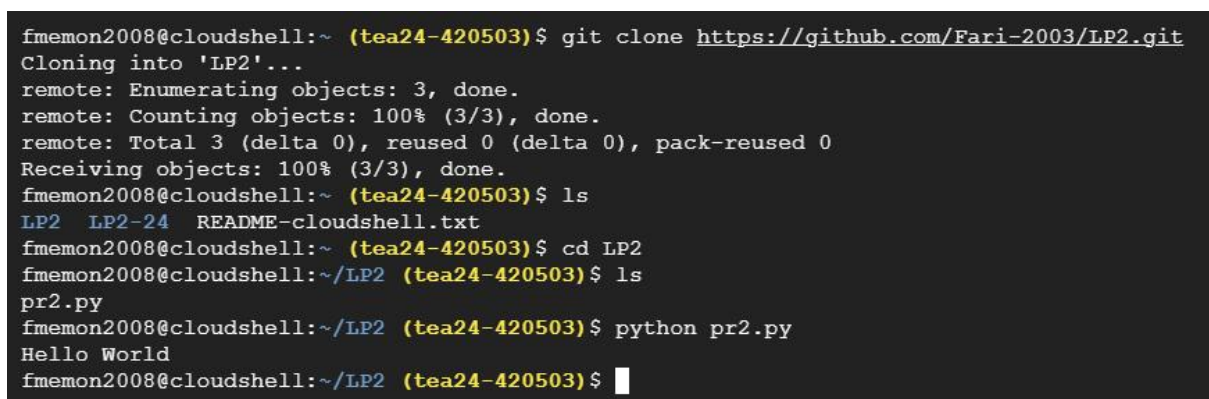 fmemon2008@cloudshell:~ (tea24-420503)$ git clone https://github.com/Fari-2003/LP2.git
Cloning into 'LP2'...
remote: Enumerating objects: 3, done.
remote: Counting objects: 100% (3/3), done.
remote: Total 3 (delta 0), reused 0 (delta 0), pack-reused 0
Receiving objects: 100% (3/3), done.
fmemon2008@cloudshell:~ (tea24-420503)$ ls
LP2  LP2-24  README-cloudshell.txt
fmemon2008@cloudshell:~ (tea24-420503)$ cd LP2
fmemon2008@cloudshell:~/LP2 (tea24-420503)$ ls
pr2.py
fmemon2008@cloudshell:~/LP2 (tea24-420503)$ python pr2.py
Hello World
fmemon2008@cloudshell:~/LP2 (tea24-420503)$